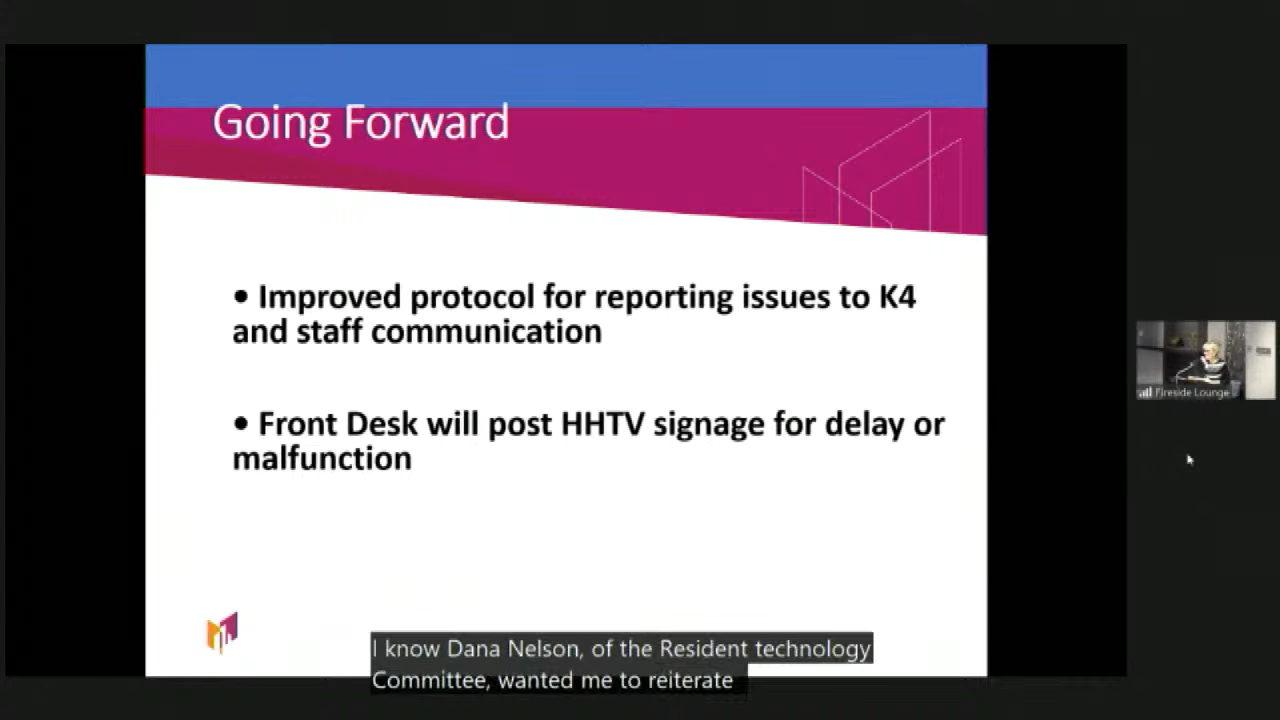 Going Forward
• Improved protocol for reporting issues to K4
and staff communication
• Front Desk will post HHTV signage for delay or
malfunction
Fireside Lounge
I know Dana Nelson, of the Resident technology
Committee, wanted me to reiterate